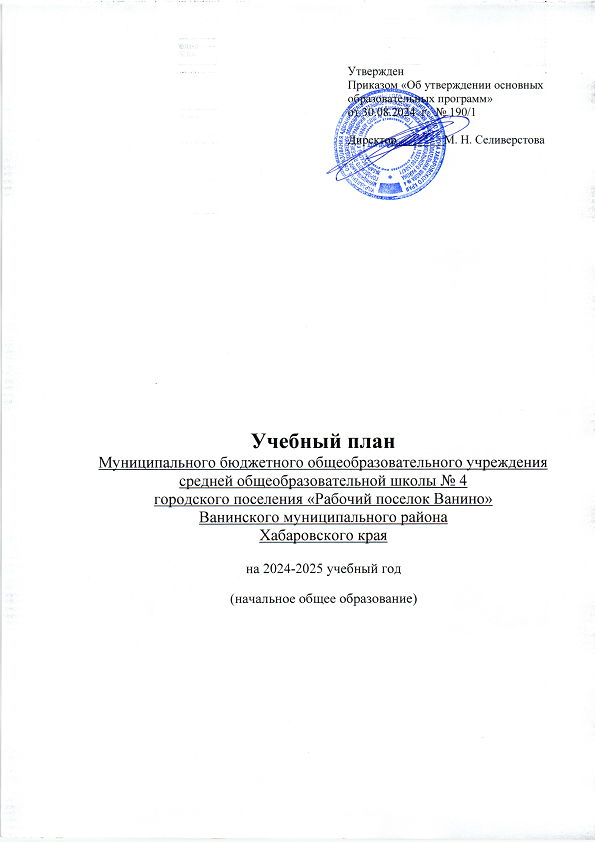 Утвержден
Приказом «Об утверждении основных
образовательных программ»
от 30.08.2024 г. № 190/1
Директор М. Н. Селиверстова
Учебный план
Муниципального бюджетного общеобразовательного учреждения
средней общеобразовательной школы № 4
городского поселения «Рабочий поселок Ванино»
Ванинского муниципального района
Хабаровского края
на 2024-2025 учебный год
(начальное общее образование)